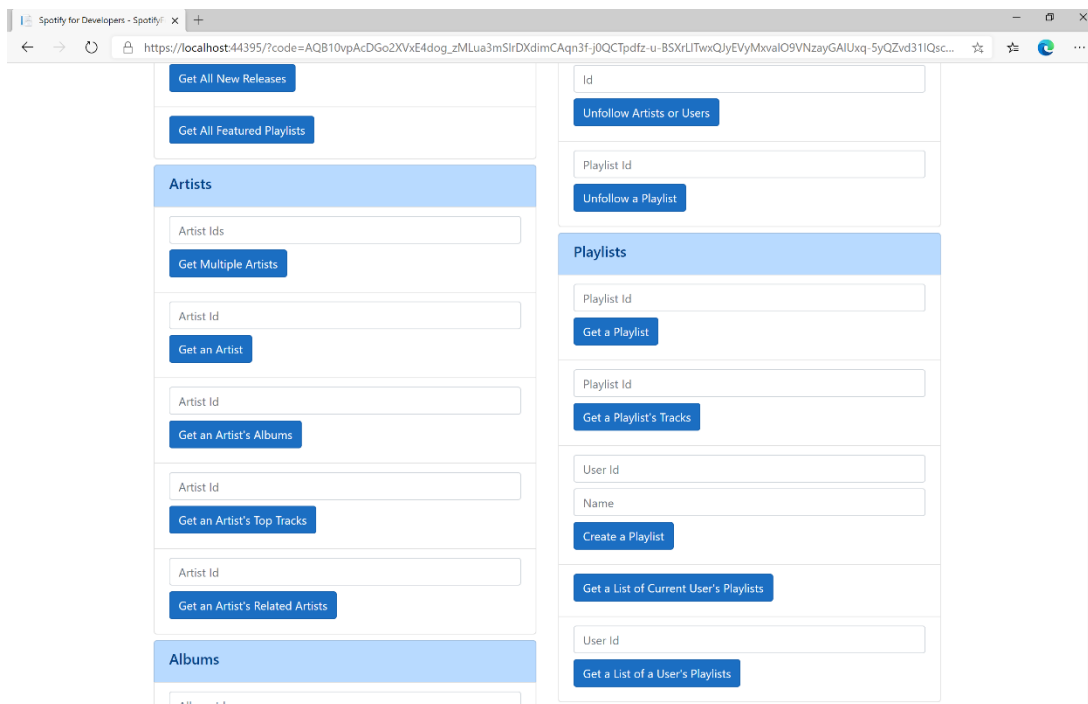 Spotify for Developers - Spotify
https://localhost:44395/?code=AQB10vpAcDGo2XVxE4dog_zMLua3mSIrDXdimCAqn3f-j0QCTpdfz-u-BSXrLITwxQJyEVyMxvaIO9VNzayGAIUxq-5yQZvd31IQsc...
Get All New Releases
Get All Featured Playlists
Artists
Artist Ids
Get Multiple Artists
Artist Id
Get an Artist
Artist Id
Get an Artist's Albums
Artist Id
Get an Artist's Top Tracks
Artist Id
Get an Artist's Related Artists
Albums
Id
Unfollow Artists or Users
Playlist Id
Unfollow a Playlist
Playlists
Playlist Id
Get a Playlist
Playlist Id
Get a Playlist's Tracks
User Id
Name
Create a Playlist
Get a List of Current User's Playlists
User Id
Get a List of a User's Playlists